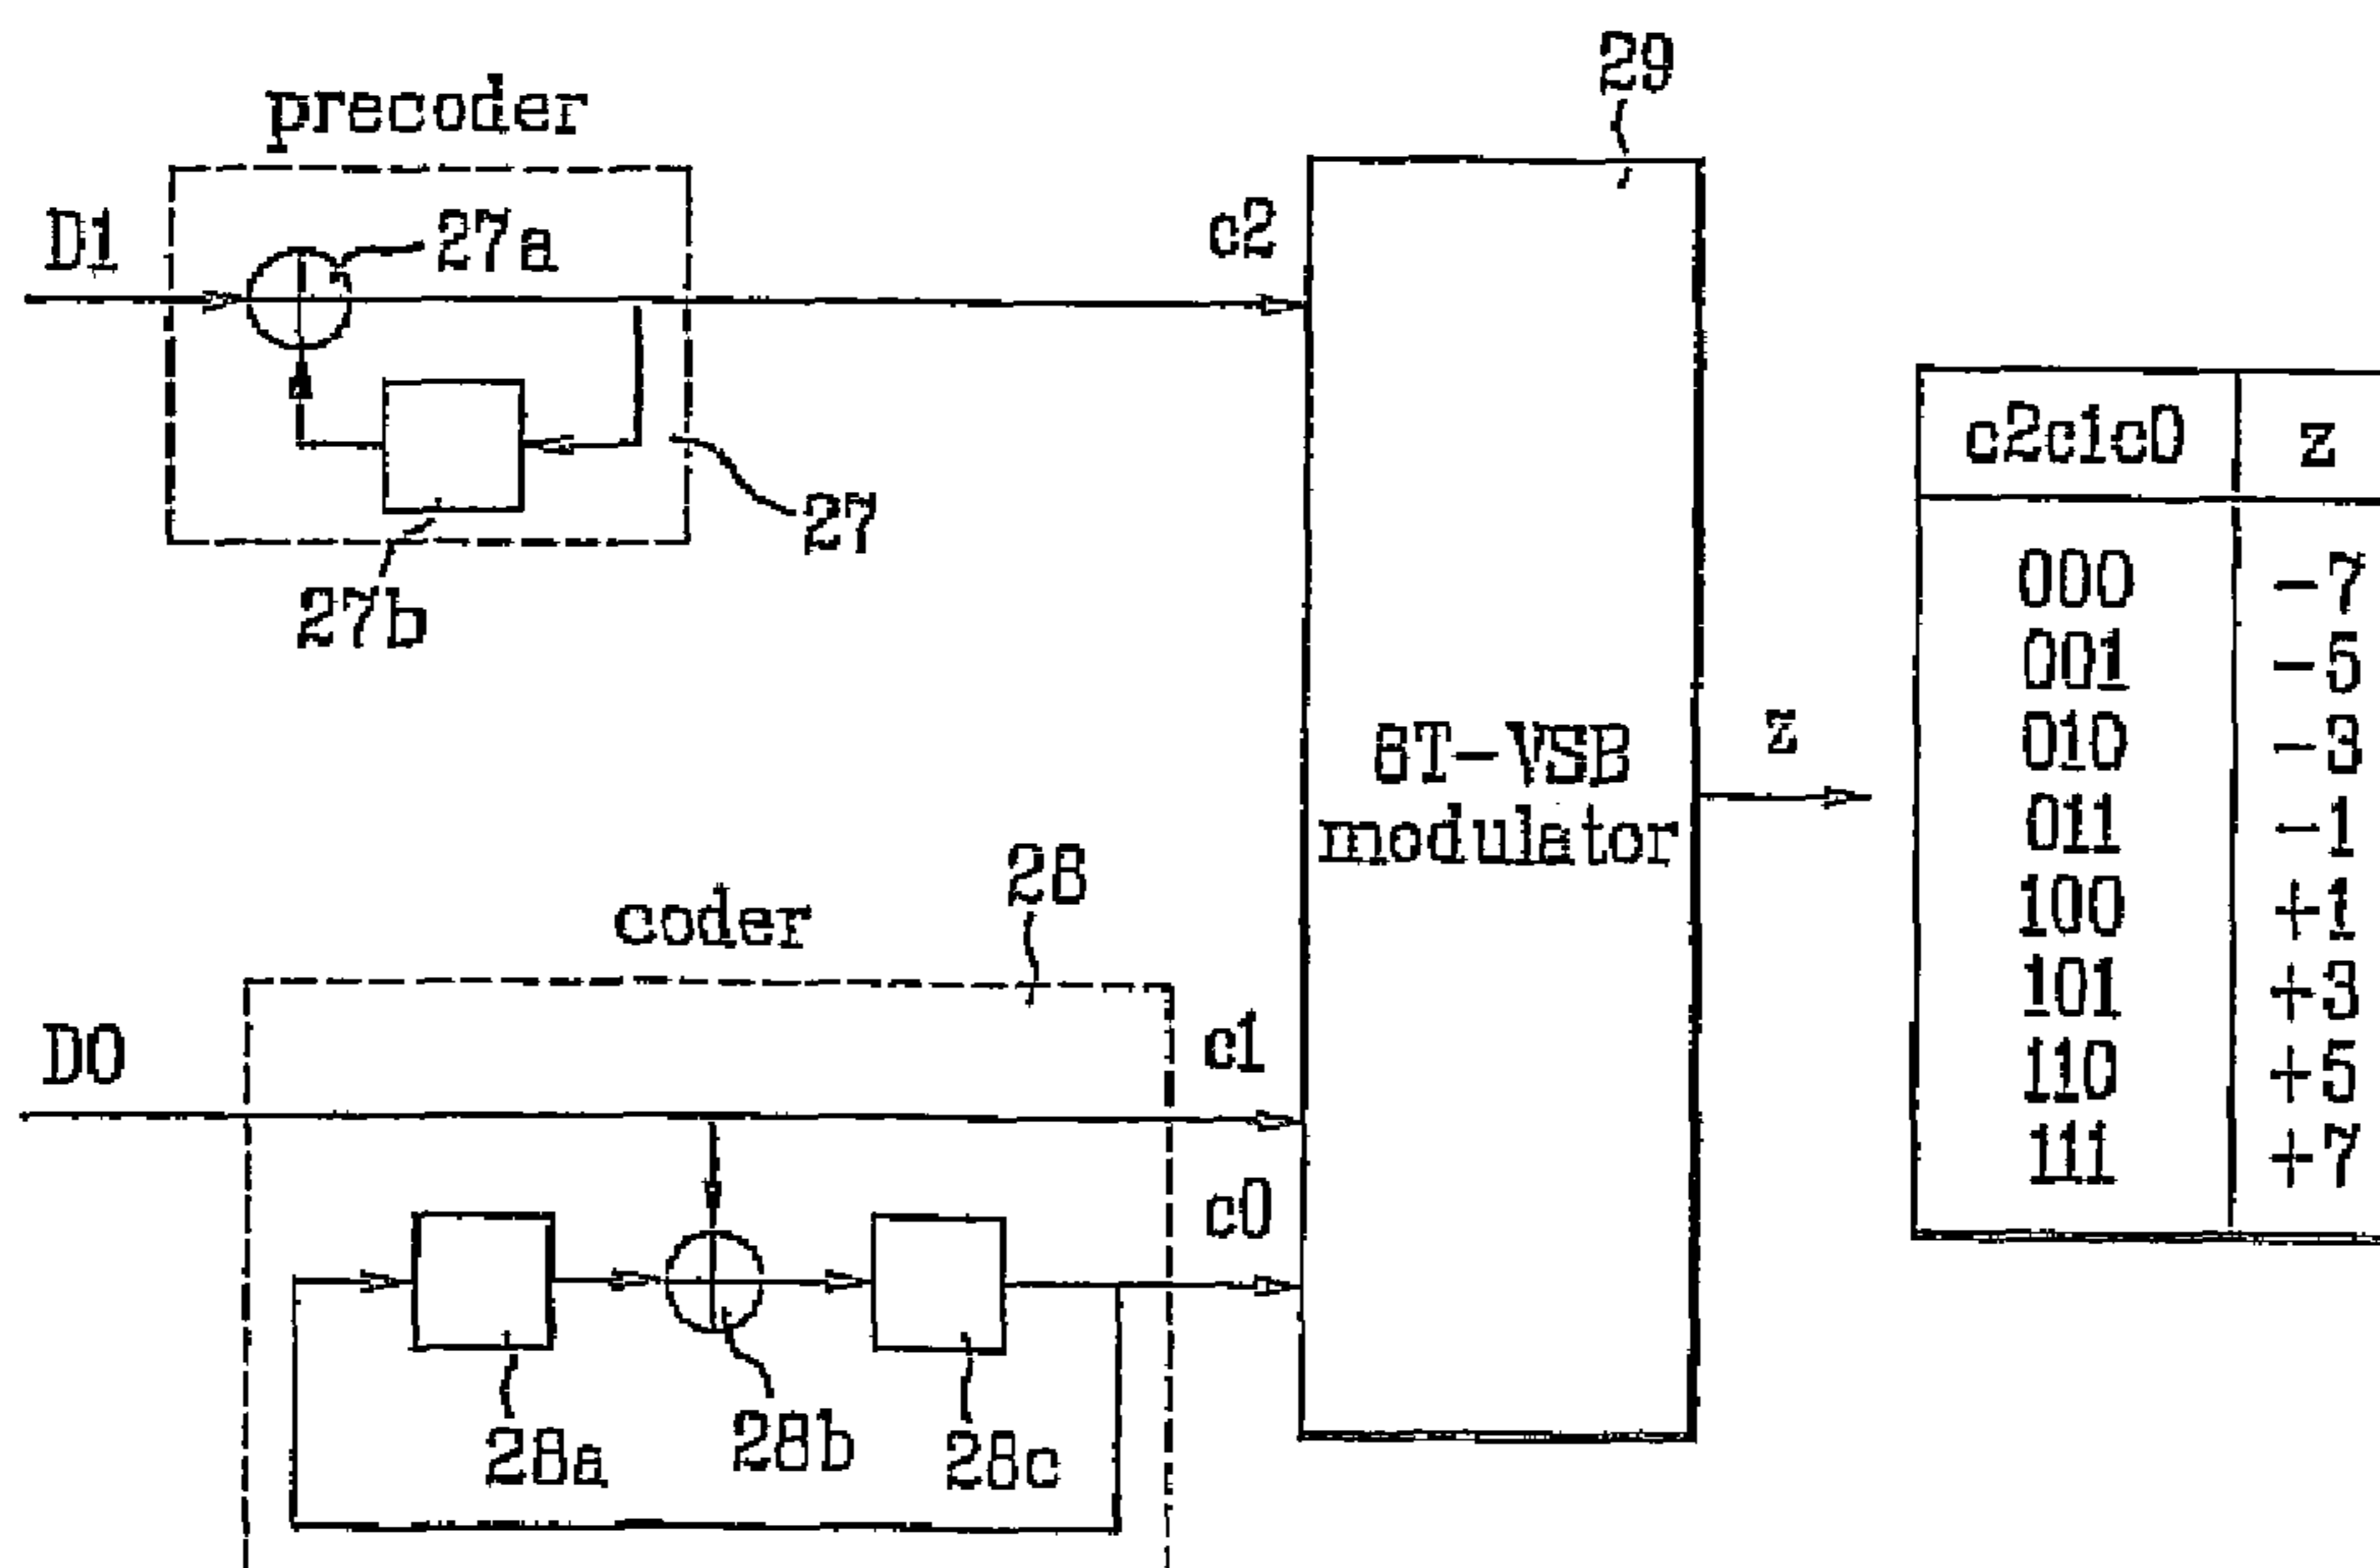 29
precoder
D1
27a
c2
27
27b
c2c1c0 z
000 -7
001 -5
010 -3
011 -1
100 +1
101 +3
110 +5
111 +7
8T-VSB
modulator
z
28
coder
D0
c1
c0
28a
28b
28c